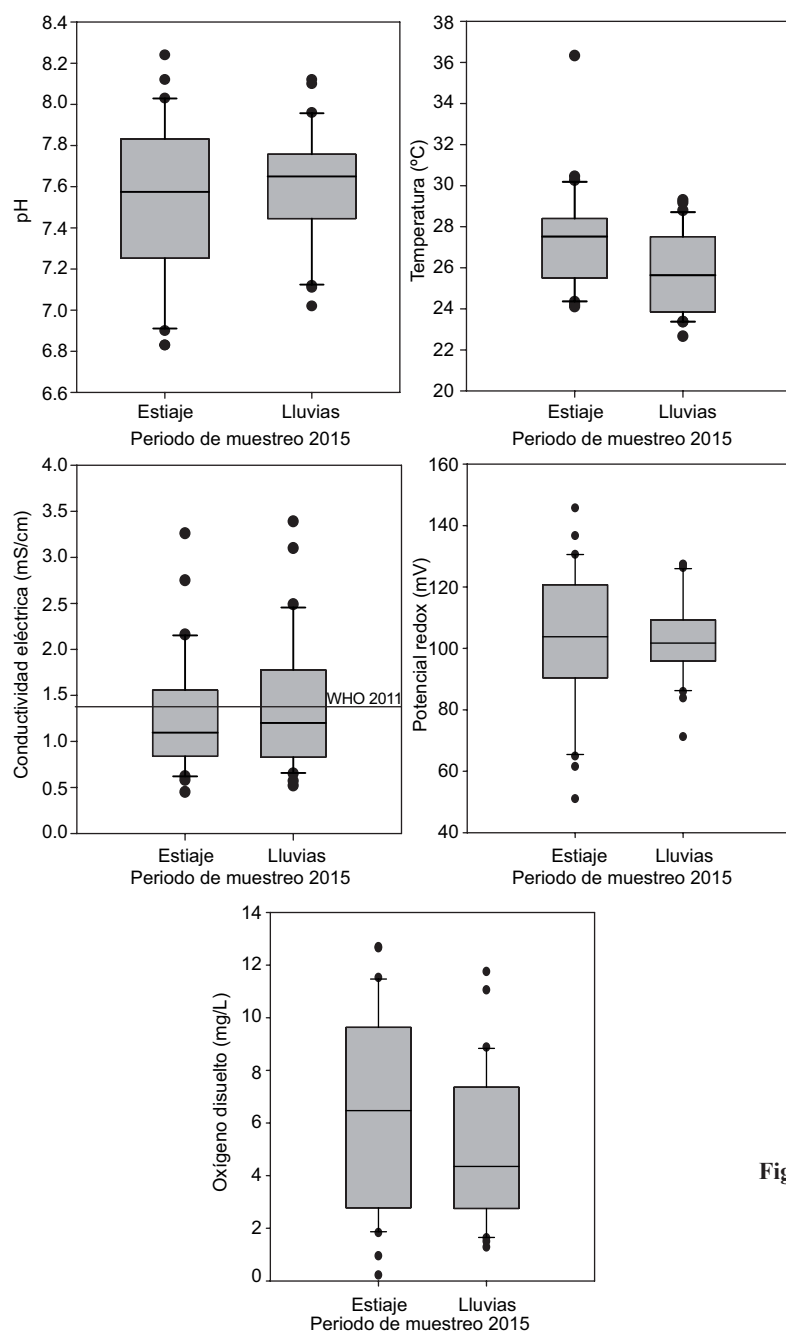 8.4
8.2
8.0
7.8
7.6
7.4
7.2
7.0
6.8
6.6
pH
Estiaje Lluvias
Periodo de muestreo 2015
38
36
34
32
30
28
26
24
22
20
Temperatura (ºC)
Estiaje Lluvias
Periodo de muestreo 2015
4.0
3.5
3.0
2.5
2.0
1.5
1.0
0.5
0.0
Conductividad eléctrica (mS/cm)
WHO 2011
Estiaje Lluvias
Periodo de muestreo 2015
160
140
120
100
80
60
40
Potencial redox (mV)
Estiaje Lluvias
Periodo de muestreo 2015
14
12
10
8
6
4
2
0
Oxígeno disuelto (mg/L)
Estiaje Lluvias
Periodo de muestreo 2015
Fig